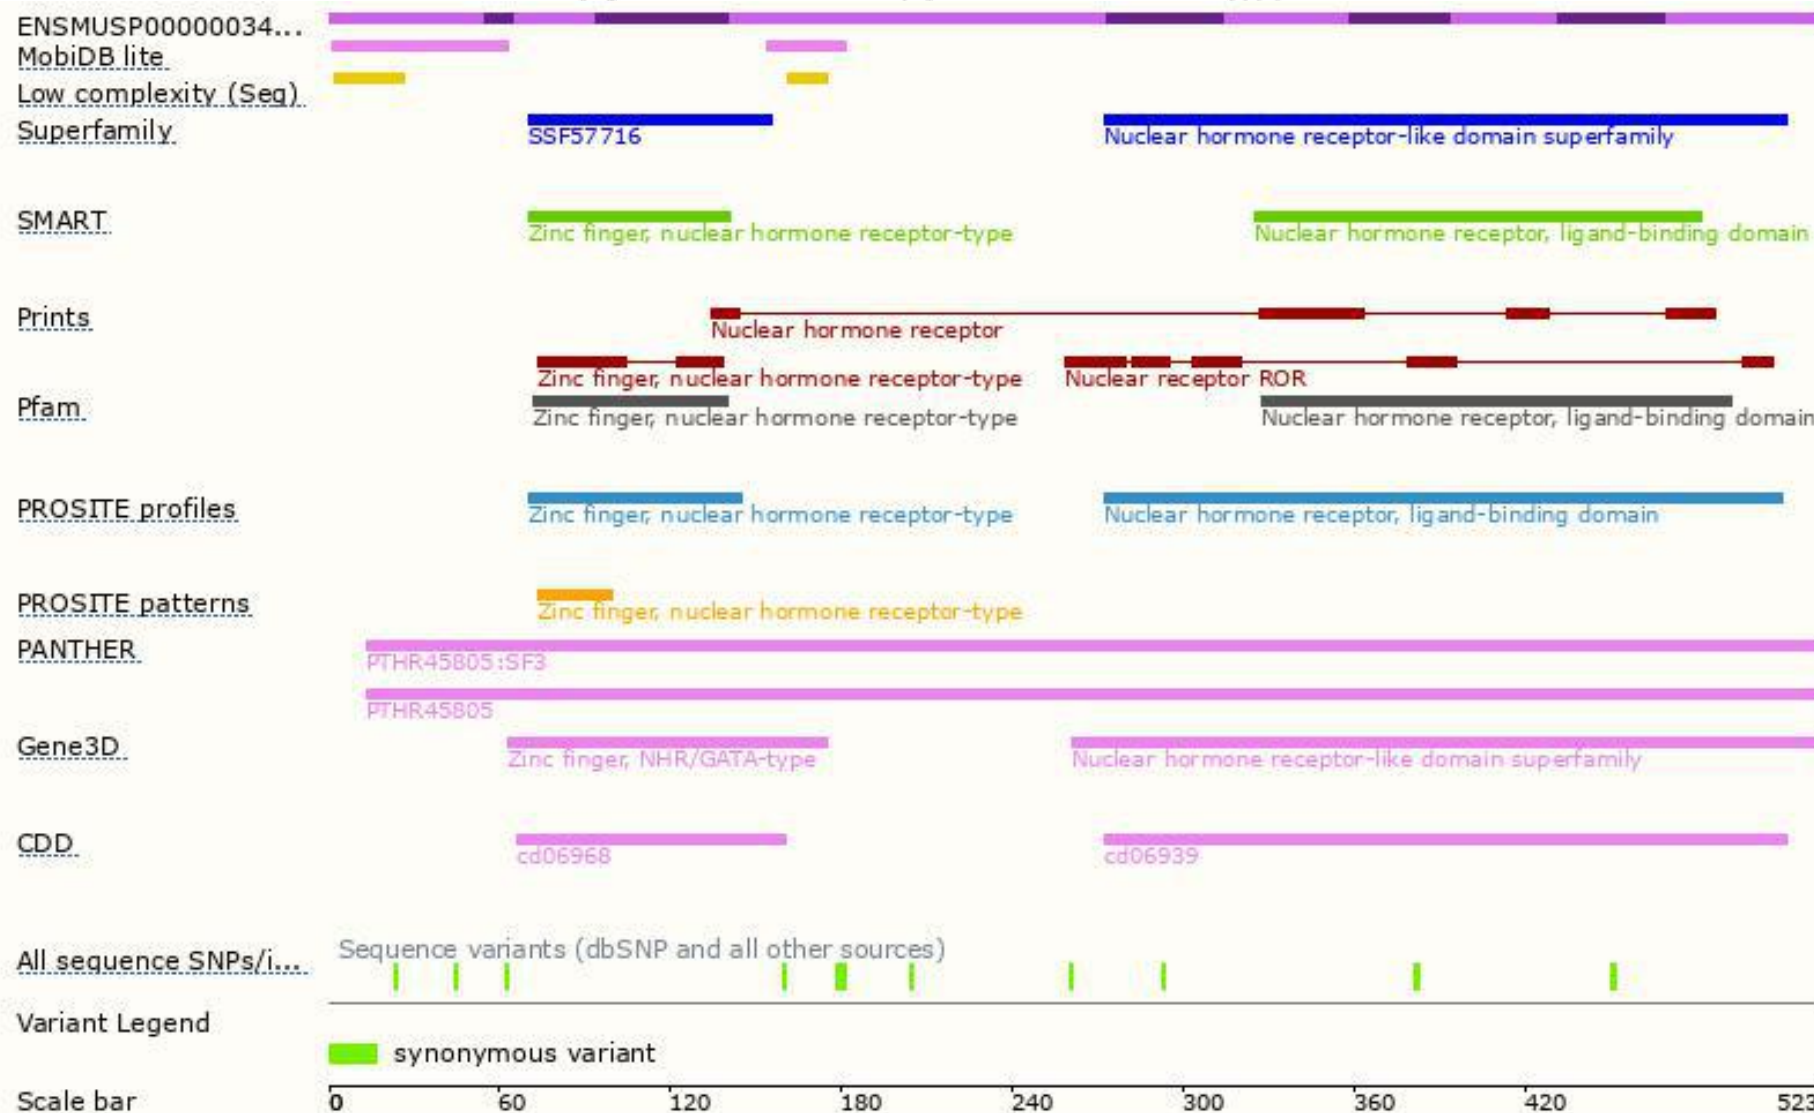 ENSMUSP00000034...
MobiDB lite
Low complexity (Seg)
Superfamily
SSF57716 Nuclear hormone receptor-like domain superfamily
SMART
Zinc finger, nuclear hormone receptor-type Nuclear hormone receptor, ligand-binding domain
Prints
Nuclear hormone receptor
Zinc finger, nuclear hormone receptor-type Nuclear receptor ROR
Pfam
Zinc finger, nuclear hormone receptor-type Nuclear hormone receptor, ligand-binding domain
PROSITE profiles
Zinc finger, nuclear hormone receptor-type Nuclear hormone receptor, ligand-binding domain
PROSITE patterns
Zinc finger, nuclear hormone receptor-type
PANTHER
PTHR45805:SF3
PTHR45805
Gene3D
Zinc finger, NHR/GATA-type Nuclear hormone receptor-like domain superfamily
CDD
cd06968 cd06939
Sequence variants (dbSNP and all other sources)
All sequence SNPs/i...
Variant Legend
synonymous variant
Scale bar 0 60 120 180 240 300 360 420 523